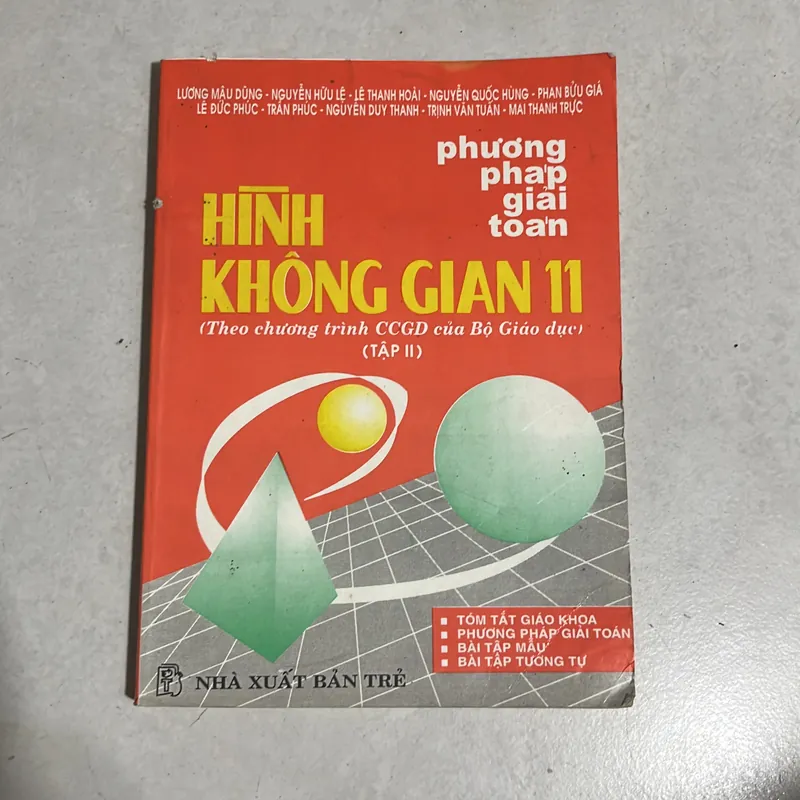 LƯƠNG MẬU DŨNG - NGUYỄN HỮU LỆ - LÊ THANH HOÀI - NGUYỄN QUỐC HÙNG - PHAN BỬU GIÁ
LÊ ĐỨC PHÚC - TRẦN PHÚC - NGUYỄN DUY THANH - TRỊNH VĂN TUẤN - MAI THANH TRỰC
phương
pháp
giải
toán
HÌNH
KHÔNG GIAN 11
(Theo chương trình CCGD của Bộ Giáo dục)
(TẬP II)
▪ TÓM TẮT GIÁO KHOA
▪ PHƯƠNG PHÁP GIẢI TOÁN
▪ BÀI TẬP MẪU
▪ BÀI TẬP TƯƠNG TỰ
NHÀ XUẤT BẢN TRẺ